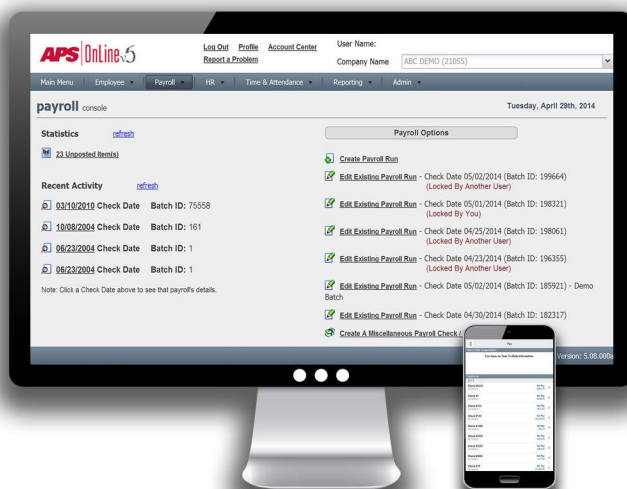 APS OnLine v5
Log Out Profile Account Center
Report a Problem
User Name:
Company Name ABC DEMO (21055)
Main Menu Employee Payroll HR Time & Attendance Reporting Admin
payroll console
Tuesday, April 29th, 2014
Statistics refresh
23 Unposted Item(s)
Recent Activity refresh
03/10/2010 Check Date Batch ID: 75558
10/08/2004 Check Date Batch ID: 161
06/23/2004 Check Date Batch ID: 1
06/23/2004 Check Date Batch ID: 1
Note: Click a Check Date above to see that payroll's details.
Payroll Options
Create Payroll Run
Edit Existing Payroll Run - Check Date 05/02/2014 (Batch ID: 199664)
(Locked By Another User)
Edit Existing Payroll Run - Check Date 05/01/2014 (Batch ID: 198321)
(Locked By You)
Edit Existing Payroll Run - Check Date 04/25/2014 (Batch ID: 198061)
(Locked By Another User)
Edit Existing Payroll Run - Check Date 04/23/2014 (Batch ID: 196355)
(Locked By Another User)
Edit Existing Payroll Run - Check Date 05/02/2014 (Batch ID: 185921) - Demo
Batch
Edit Existing Payroll Run - Check Date 04/30/2014 (Batch ID: 182317)
Create A Miscellaneous Payroll Check /
Version: 5.08.000a
Pay
You have no Year-To-Date information.